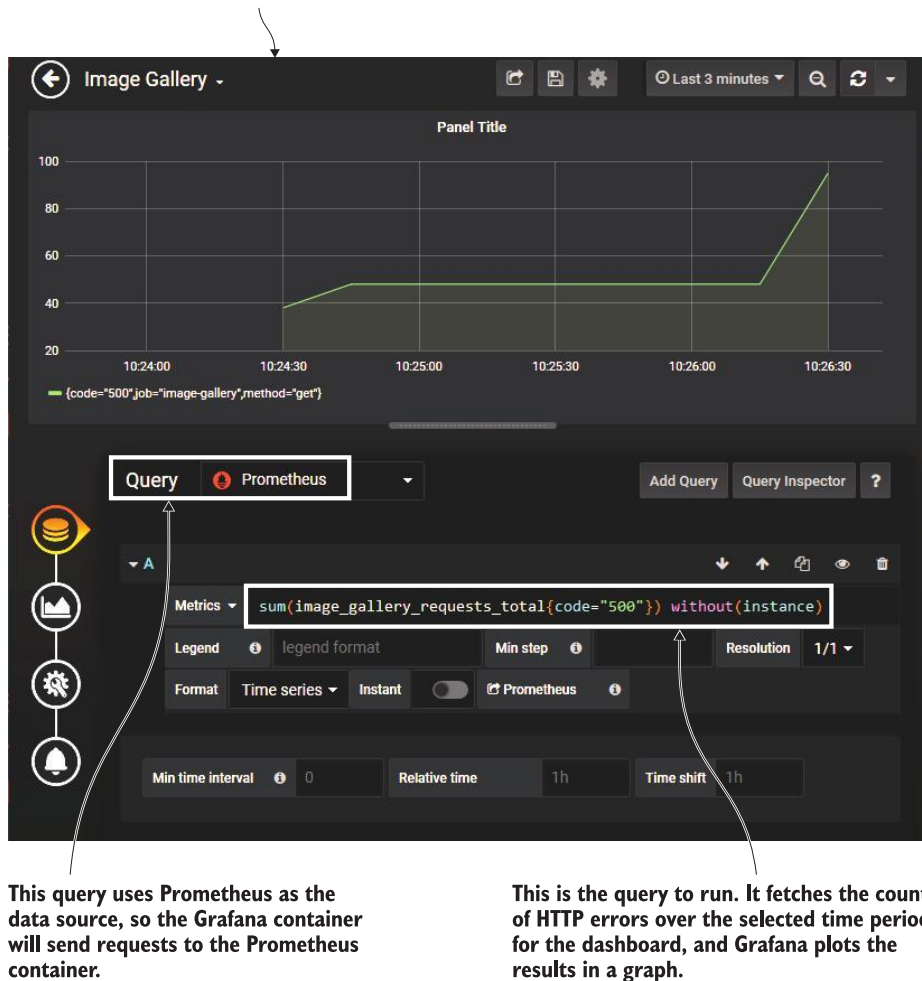 Image Gallery
Last 3 minutes
Panel Title
100
80
60
40
20
10:24:00 10:24:30 10:25:00 10:25:30 10:26:00 10:26:30
{code="500",job="image-gallery",method="get"}
Query Prometheus Add Query Query Inspector ?
A
Metrics sum(image_gallery_requests_total{code="500"}) without(instance)
Legend legend format Min step Resolution 1/1
Format Time series Instant Prometheus
Min time interval 0 Relative time 1h Time shift 1h
This query uses Prometheus as the
data source, so the Grafana container
will send requests to the Prometheus
container.
This is the query to run. It fetches the count
of HTTP errors over the selected time period
for the dashboard, and Grafana plots the
results in a graph.